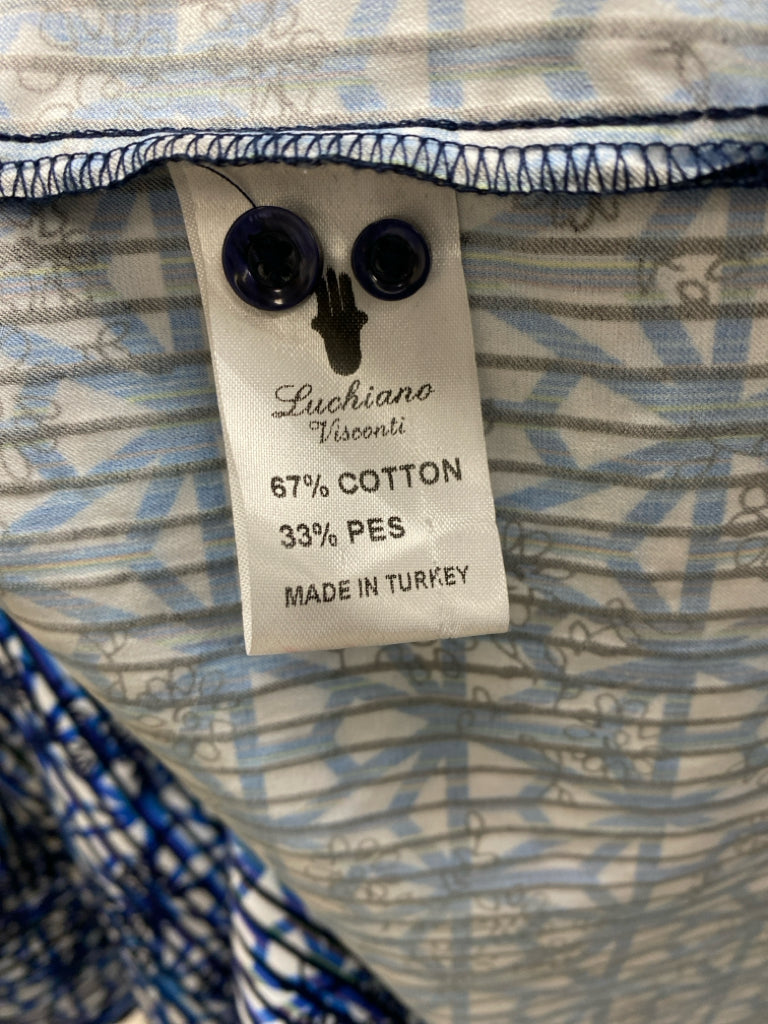 Luchiano
Visconti
67% COTTON
33% PES
MADE IN TURKEY